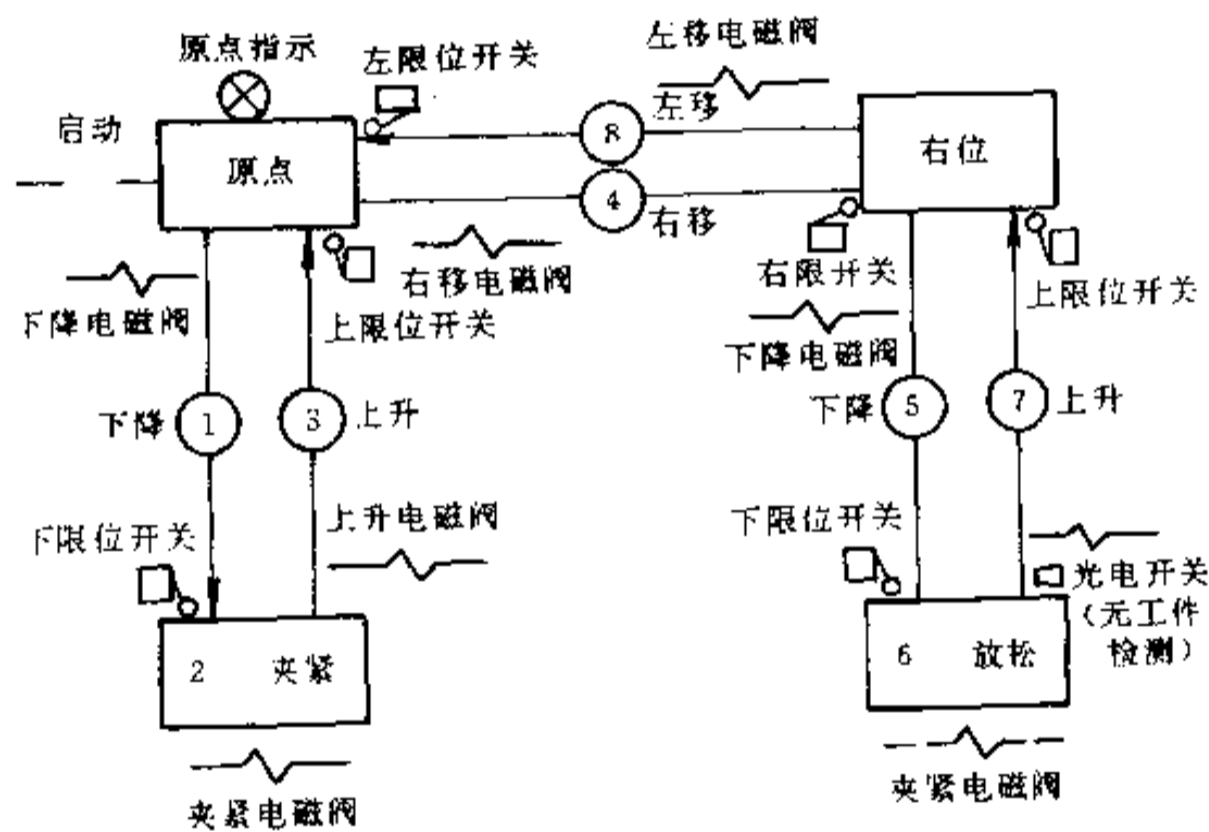 原点指示
左限位开关
左移电磁阀
启动
左移
8
原点
右位
4
右移
右移电磁阀
右限开关
上限位开关
下降电磁阀
上限位开关
下降电磁阀
下降
1
3
上升
下降
5
7
上升
下限位开关
上升电磁阀
下限位开关
光电开关
(无工件
检测)
2 夹紧
6 放松
夹紧电磁阀
夹紧电磁阀